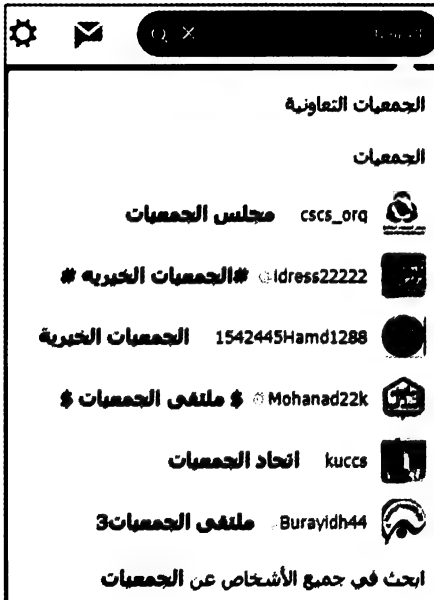 الجمعيات التعاونية
الجمعيات
مجلس الجمعيات cscs_org
#الجمعيات الخيريه # @Idress22222
الجمعيات الخيرية 1542445Hamd1288
$ ملتقى الجمعيات $ @Mohanad22k
اتحاد الجمعيات kuccs
ملتقى الجمعيات3 Burayidh44
ابحث في جميع الأشخاص عن الجمعيات